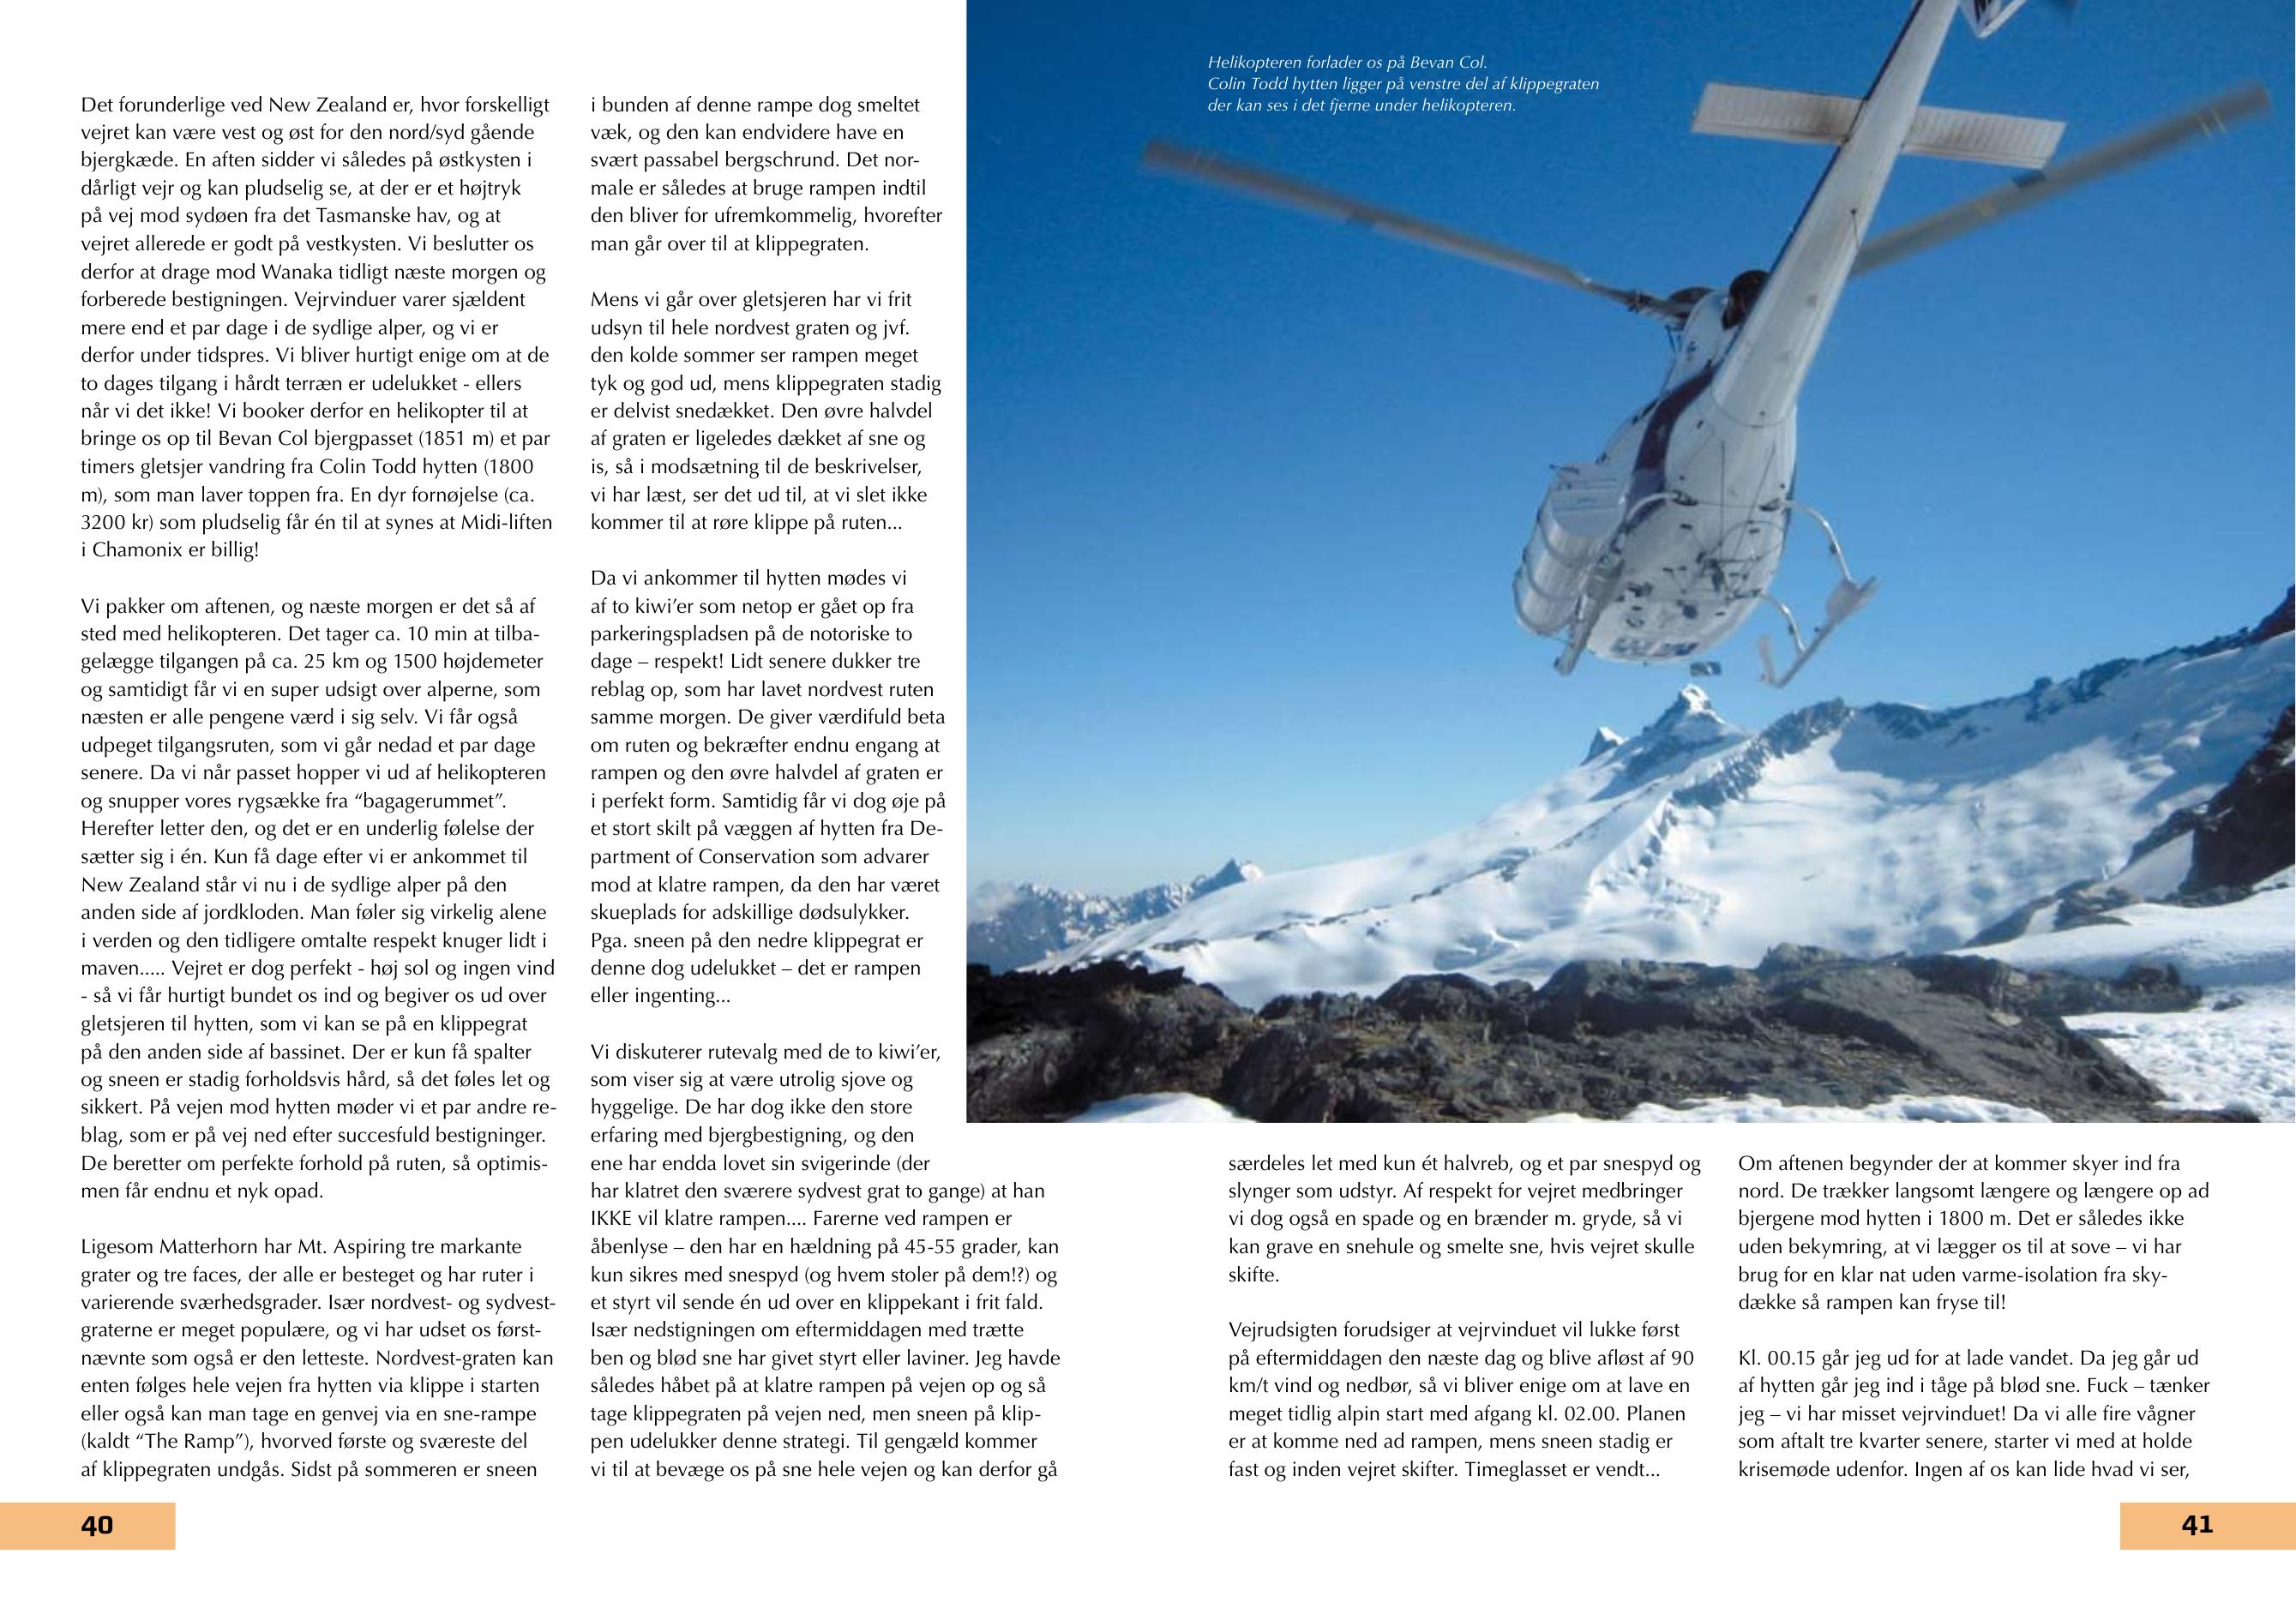 Det forunderlige ved New Zealand er, hvor forskelligt
vejret kan være vest og øst for den nord/syd gående
bjergkæde. En aften sidder vi således på østkysten i
dårligt vejr og kan pludselig se, at der er et højtryk
på vej mod sydøen fra det Tasmanske hav, og at
vejret allerede er godt på vestkysten. Vi beslutter os
derfor at drage mod Wanaka tidligt næste morgen og
forberede bestigningen. Vejrvinduer varer sjældent
mere end et par dage i de sydlige alper, og vi er
derfor under tidspres. Vi bliver hurtigt enige om at de
to dages tilgang i hårdt terræn er udelukket - ellers
når vi det ikke! Vi booker derfor en helikopter til at
bringe os op til Bevan Col bjergpasset (1851 m) et par
timers gletsjer vandring fra Colin Todd hytten (1800
m), som man laver toppen fra. En dyr fornøjelse (ca.
3200 kr) som pludselig får én til at synes at Midi-liften
i Chamonix er billig!
Vi pakker om aftenen, og næste morgen er det så af
sted med helikopteren. Det tager ca. 10 min at tilba-
gelægge tilgangen på ca. 25 km og 1500 højdemeter
og samtidigt får vi en super udsigt over alperne, som
næsten er alle pengene værd i sig selv. Vi får også
udpeget tilgangsruten, som vi går nedad et par dage
senere. Da vi når passet hopper vi ud af helikopteren
og snupper vores rygsække fra “bagagerummet”.
Herefter letter den, og det er en underlig følelse der
sætter sig i én. Kun få dage efter vi er ankommet til
New Zealand står vi nu i de sydlige alper på den
anden side af jordkloden. Man føler sig virkelig alene
i verden og den tidligere omtalte respekt knuger lidt i
maven..... Vejret er dog perfekt - høj sol og ingen vind
- så vi får hurtigt bundet os ind og begiver os ud over
gletsjeren til hytten, som vi kan se på en klippegrat
på den anden side af bassinet. Der er kun få spalter
og sneen er stadig forholdsvis hård, så det føles let og
sikkert. På vejen mod hytten møder vi et par andre re-
blag, som er på vej ned efter succesfuld bestigninger.
De beretter om perfekte forhold på ruten, så optimis-
men får endnu et nyk opad.
Ligesom Matterhorn har Mt. Aspiring tre markante
grater og tre faces, der alle er besteget og har ruter i
varierende sværhedsgrader. Især nordvest- og sydvest-
graterne er meget populære, og vi har udset os først-
nævnte som også er den letteste. Nordvest-graten kan
enten følges hele vejen fra hytten via klippe i starten
eller også kan man tage en genvej via en sne-rampe
(kaldt “The Ramp”), hvorved første og sværeste del
af klippegraten undgås. Sidst på sommeren er sneen
i bunden af denne rampe dog smeltet
væk, og den kan endvidere have en
svært passabel bergschrund. Det nor-
male er således at bruge rampen indtil
den bliver for ufremkommelig, hvorefter
man går over til at klippegraten.
Mens vi går over gletsjeren har vi frit
udsyn til hele nordvest graten og jvf.
den kolde sommer ser rampen meget
tyk og god ud, mens klippegraten stadig
er delvist snedækket. Den øvre halvdel
af graten er ligeledes dækket af sne og
is, så i modsætning til de beskrivelser,
vi har læst, ser det ud til, at vi slet ikke
kommer til at røre klippe på ruten...
Da vi ankommer til hytten mødes vi
af to kiwi’er som netop er gået op fra
parkeringspladsen på de notoriske to
dage – respekt! Lidt senere dukker tre
reblag op, som har lavet nordvest ruten
samme morgen. De giver værdifuld beta
om ruten og bekræfter endnu engang at
rampen og den øvre halvdel af graten er
i perfekt form. Samtidig får vi dog øje på
et stort skilt på væggen af hytten fra De-
partment of Conservation som advarer
mod at klatre rampen, da den har været
skueplads for adskillige dødsulykker.
Pga. sneen på den nedre klippegrat er
denne dog udelukket – det er rampen
eller ingenting...
Vi diskuterer rutevalg med de to kiwi’er,
som viser sig at være utrolig sjove og
hyggelige. De har dog ikke den store
erfaring med bjergbestigning, og den
ene har endda lovet sin svigerinde (der
har klatret den sværere sydvest grat to gange) at han
IKKE vil klatre rampen.... Farerne ved rampen er
åbenlyse – den har en hældning på 45-55 grader, kan
kun sikres med snespyd (og hvem stoler på dem!?) og
et styrt vil sende én ud over en klippekant i frit fald.
Især nedstigningen om eftermiddagen med trætte
ben og blød sne har givet styrt eller laviner. Jeg havde
således håbet på at klatre rampen på vejen op og så
tage klippegraten på vejen ned, men sneen på klip-
pen udelukker denne strategi. Til gengæld kommer
vi til at bevæge os på sne hele vejen og kan derfor gå
Helikopteren forlader os på Bevan Col.
Colin Todd hytten ligger på venstre del af klippegraten
der kan ses i det fjerne under helikopteren.
særdeles let med kun ét halvreb, og et par snespyd og
slynger som udstyr. Af respekt for vejret medbringer
vi dog også en spade og en brænder m. gryde, så vi
kan grave en snehule og smelte sne, hvis vejret skulle
skifte.
Vejrudsigten forudsiger at vejrvinduet vil lukke først
på eftermiddagen den næste dag og blive afløst af 90
km/t vind og nedbør, så vi bliver enige om at lave en
meget tidlig alpin start med afgang kl. 02.00. Planen
er at komme ned ad rampen, mens sneen stadig er
fast og inden vejret skifter. Timeglasset er vendt...
Om aftenen begynder der at kommer skyer ind fra
nord. De trækker langsomt længere og længere op ad
bjergene mod hytten i 1800 m. Det er således ikke
uden bekymring, at vi lægger os til at sove – vi har
brug for en klar nat uden varme-isolation fra sky-
dække så rampen kan fryse til!
Kl. 00.15 går jeg ud for at lade vandet. Da jeg går ud
af hytten går jeg ind i tåge på blød sne. Fuck – tænker
jeg – vi har misset vejrvinduet! Da vi alle fire vågner
som aftalt tre kvarter senere, starter vi med at holde
krisemøde udenfor. Ingen af os kan lide hvad vi ser,
40
41